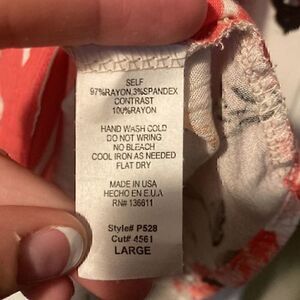 SELF
97%RAYON,3%SPANDEX
CONTRAST
100%RAYON
HAND WASH COLD
DO NOT WRING
NO BLEACH
COOL IRON AS NEEDED
FLAT DRY
MADE IN USA
HECHO EN E.U.A
RN# 136611
Style# P528
Cut# 4561
LARGE